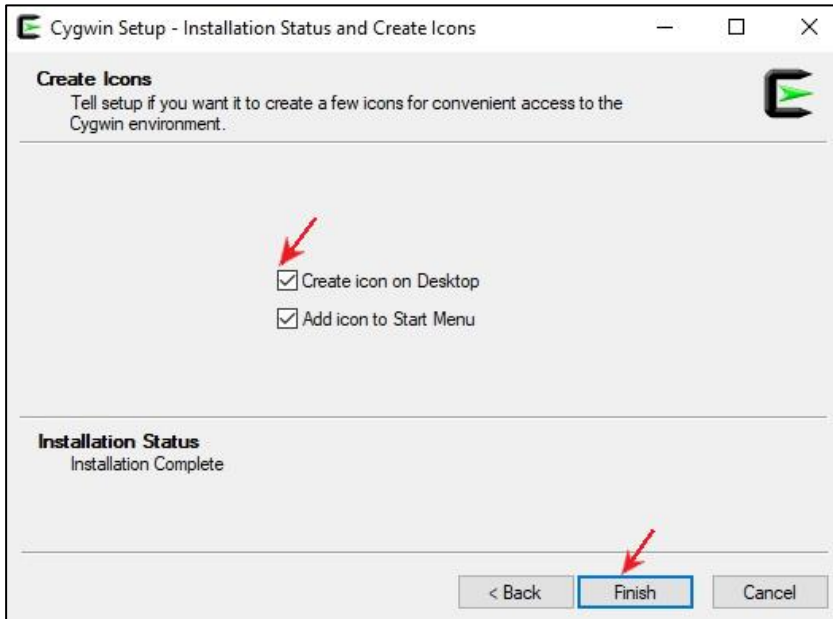 Cygwin Setup - Installation Status and Create Icons
Create Icons
Tell setup if you want it to create a few icons for convenient access to the
Cygwin environment.
Create icon on Desktop
Add icon to Start Menu
Installation Status
Installation Complete
< Back Finish Cancel